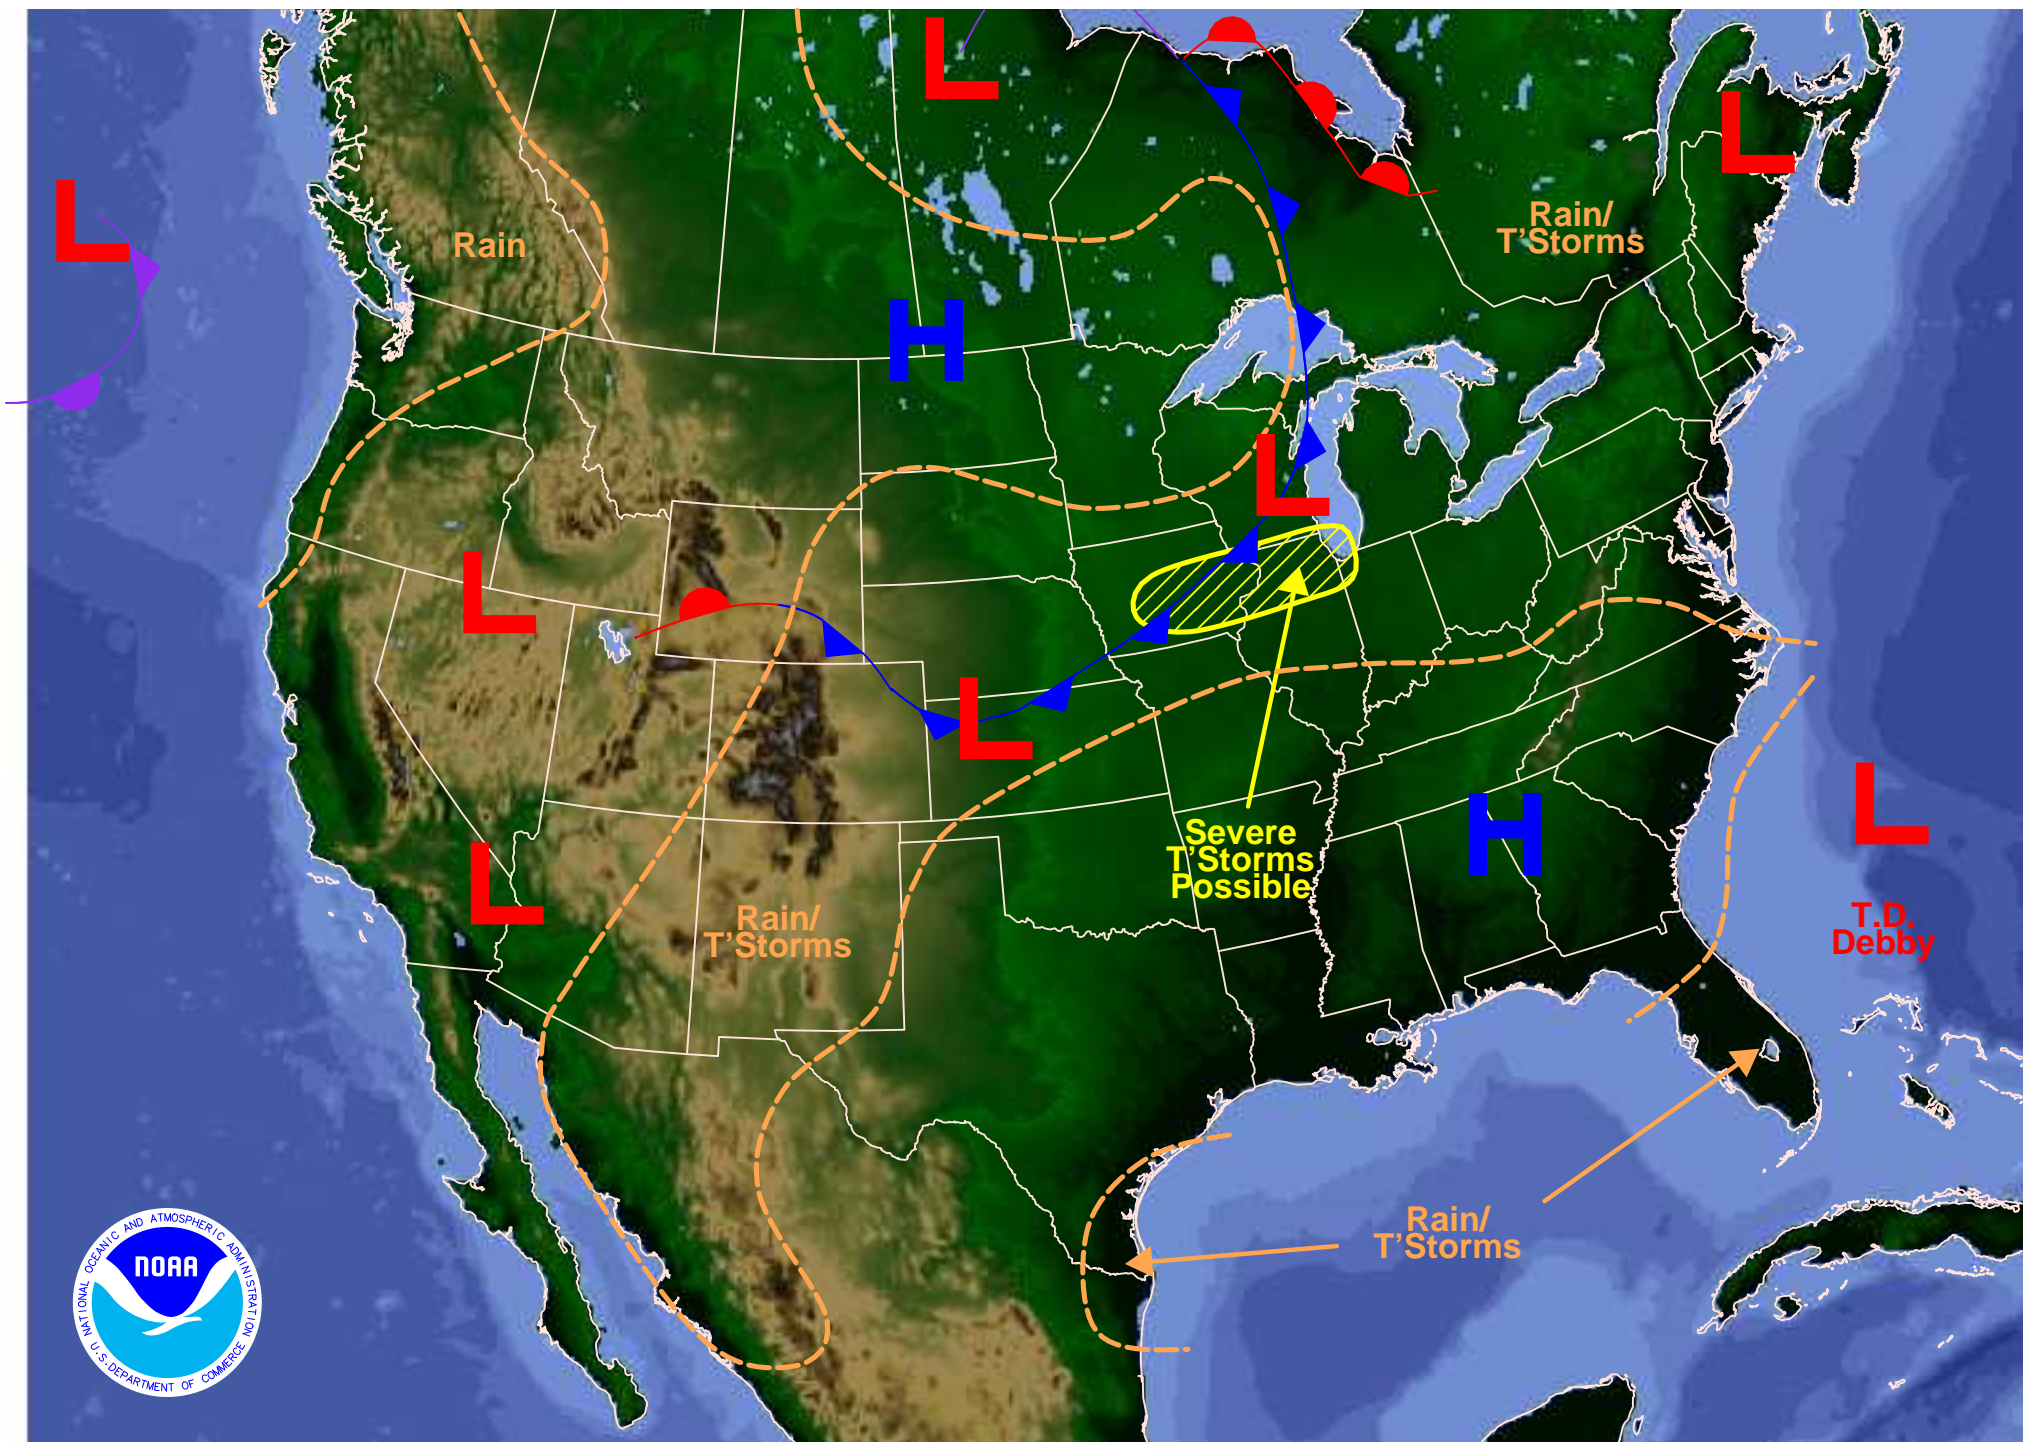 L
L
L
Rain/
T'Storms
Rain
H
L
L
L
H
L
Severe
T'Storms
Possible
L
Rain/
T'Storms
T.D.
Debby
Rain/
T'Storms
NATIONAL OCEANIC AND ATMOSPHERIC ADMINISTRATION
NOAA
U.S. DEPARTMENT OF COMMERCE